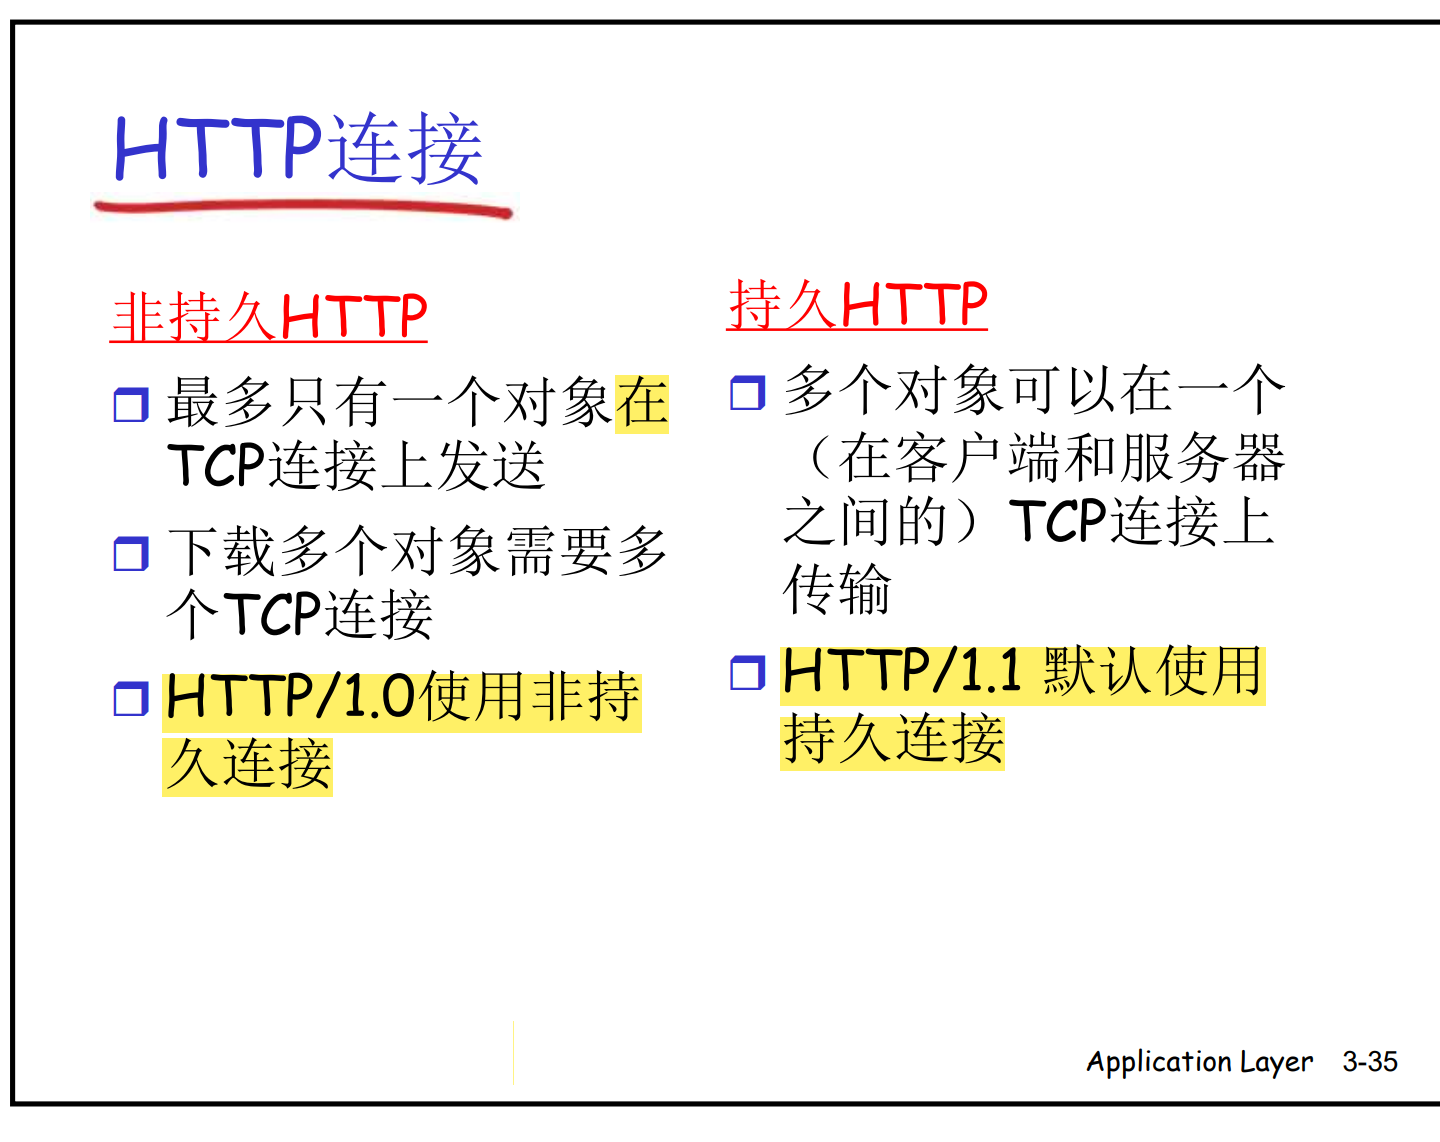 HTTP连接
非持久HTTP
最多只有一个对象在
TCP连接上发送
下载多个对象需要多
个TCP连接
HTTP/1.0使用非持
久连接
持久HTTP
多个对象可以在一个
（在客户端和服务器
之间的）TCP连接上
传输
HTTP/1.1 默认使用
持久连接
Application Layer 3-35